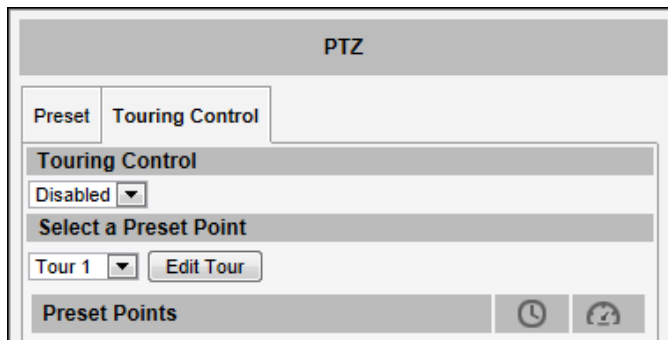 PTZ
Preset Touring Control
Touring Control
Disabled
Select a Preset Point
Tour 1 Edit Tour
Preset Points